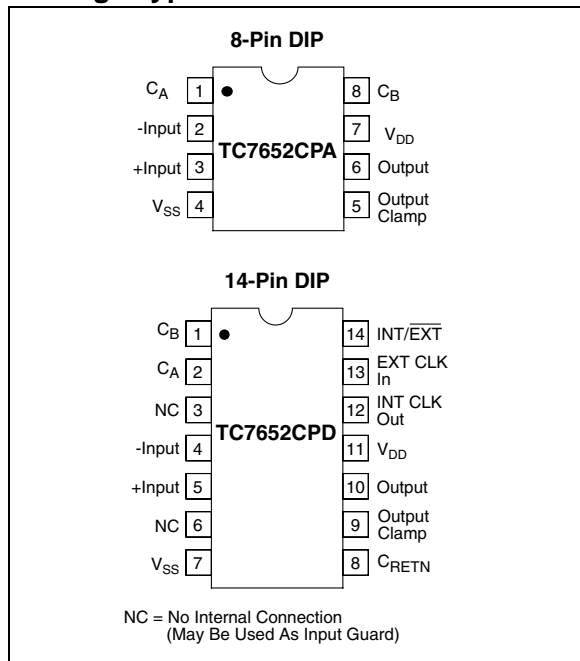 8-Pin DIP
C_A 1 8 C_B
-Input 2 7 V_DD
TC7652CPA
+Input 3 6 Output
V_SS 4 5 Output
Clamp
14-Pin DIP
C_B 1 14 INT/E̅X̅T̅
C_A 2 13 EXT CLK
In
NC 3 12 INT CLK
Out
TC7652CPD
-Input 4 11 V_DD
+Input 5 10 Output
NC 6 9 Output
Clamp
V_SS 7 8 C_RETN
NC = No Internal Connection
(May Be Used As Input Guard)